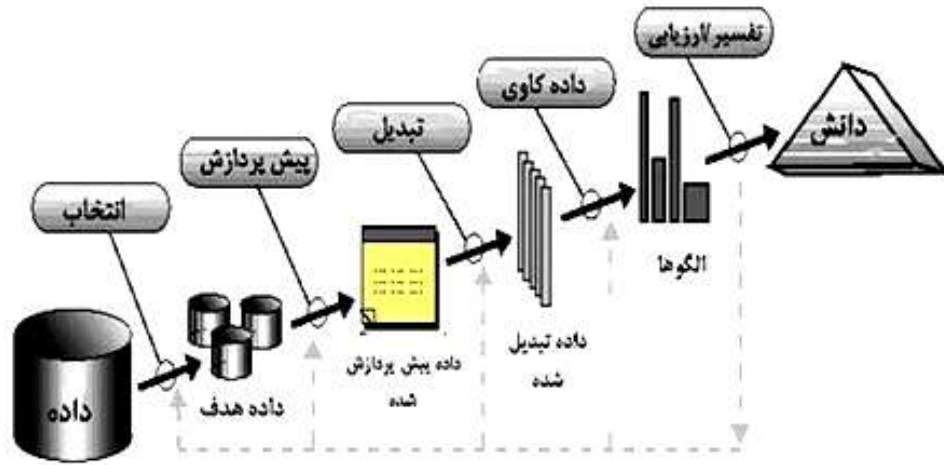 تفسیر/ارزیابی
داده کاوی
تبدیل
پیش پردازش
انتخاب
دانش
الگوها
داده تبدیل
شده
داده پیش پردازش
شده
داده هدف
داده